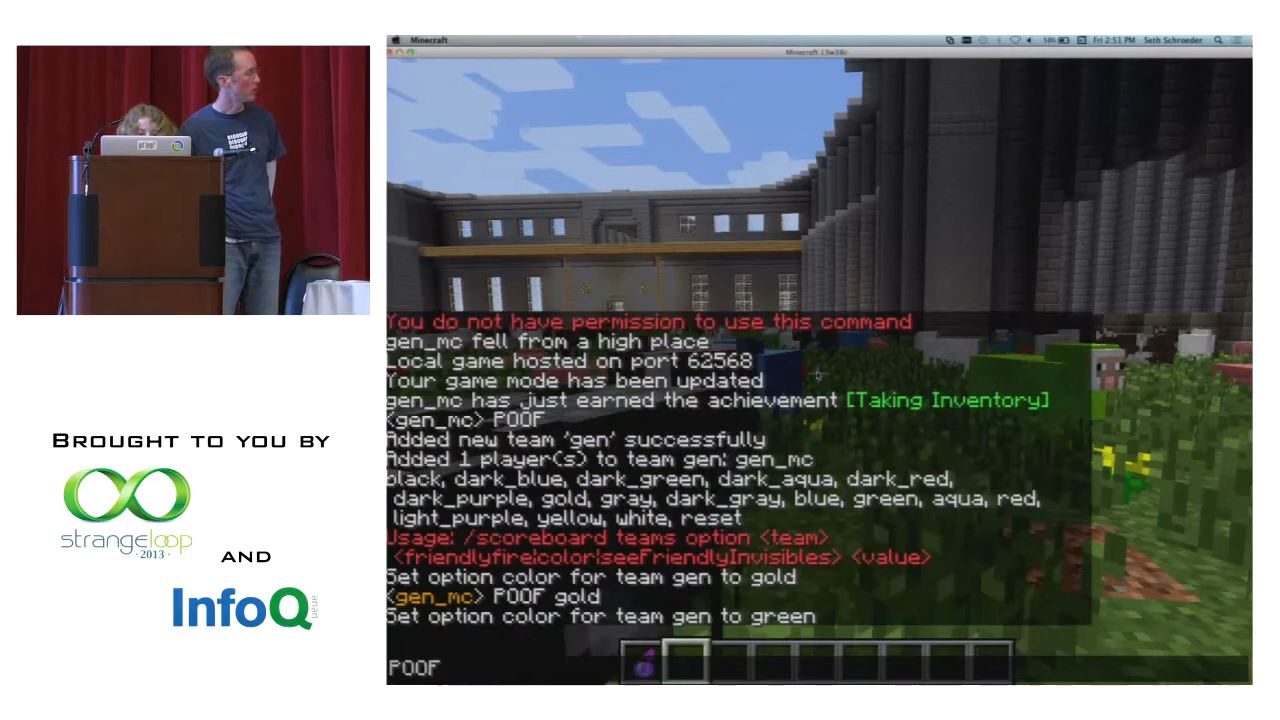 Minecraft
58%
Fri 2:51 PM
Seth Schroeder
Minecraft 13w38c
You do not have permission to use this command
gen_mc fell from a high place
Local game hosted on port 62568
Your game mode has been updated
gen_mc has just earned the achievement [Taking Inventory]
<gen_mc> POOF
Added new team 'gen' successfully
Added 1 player(s) to team gen: gen_mc
black, dark_blue, dark_green, dark_aqua, dark_red,
dark_purple, gold, gray, dark_gray, blue, green, aqua, red,
light_purple, yellow, white, reset
Usage: /scoreboard teams option <team>
<friendlyfire|color|seeFriendlyInvisibles> <value>
Set option color for team gen to gold
<gen_mc> POOF gold
Set option color for team gen to green
POOF
BROUGHT TO YOU BY
strangeloop
·2013·
AND
InfoQ